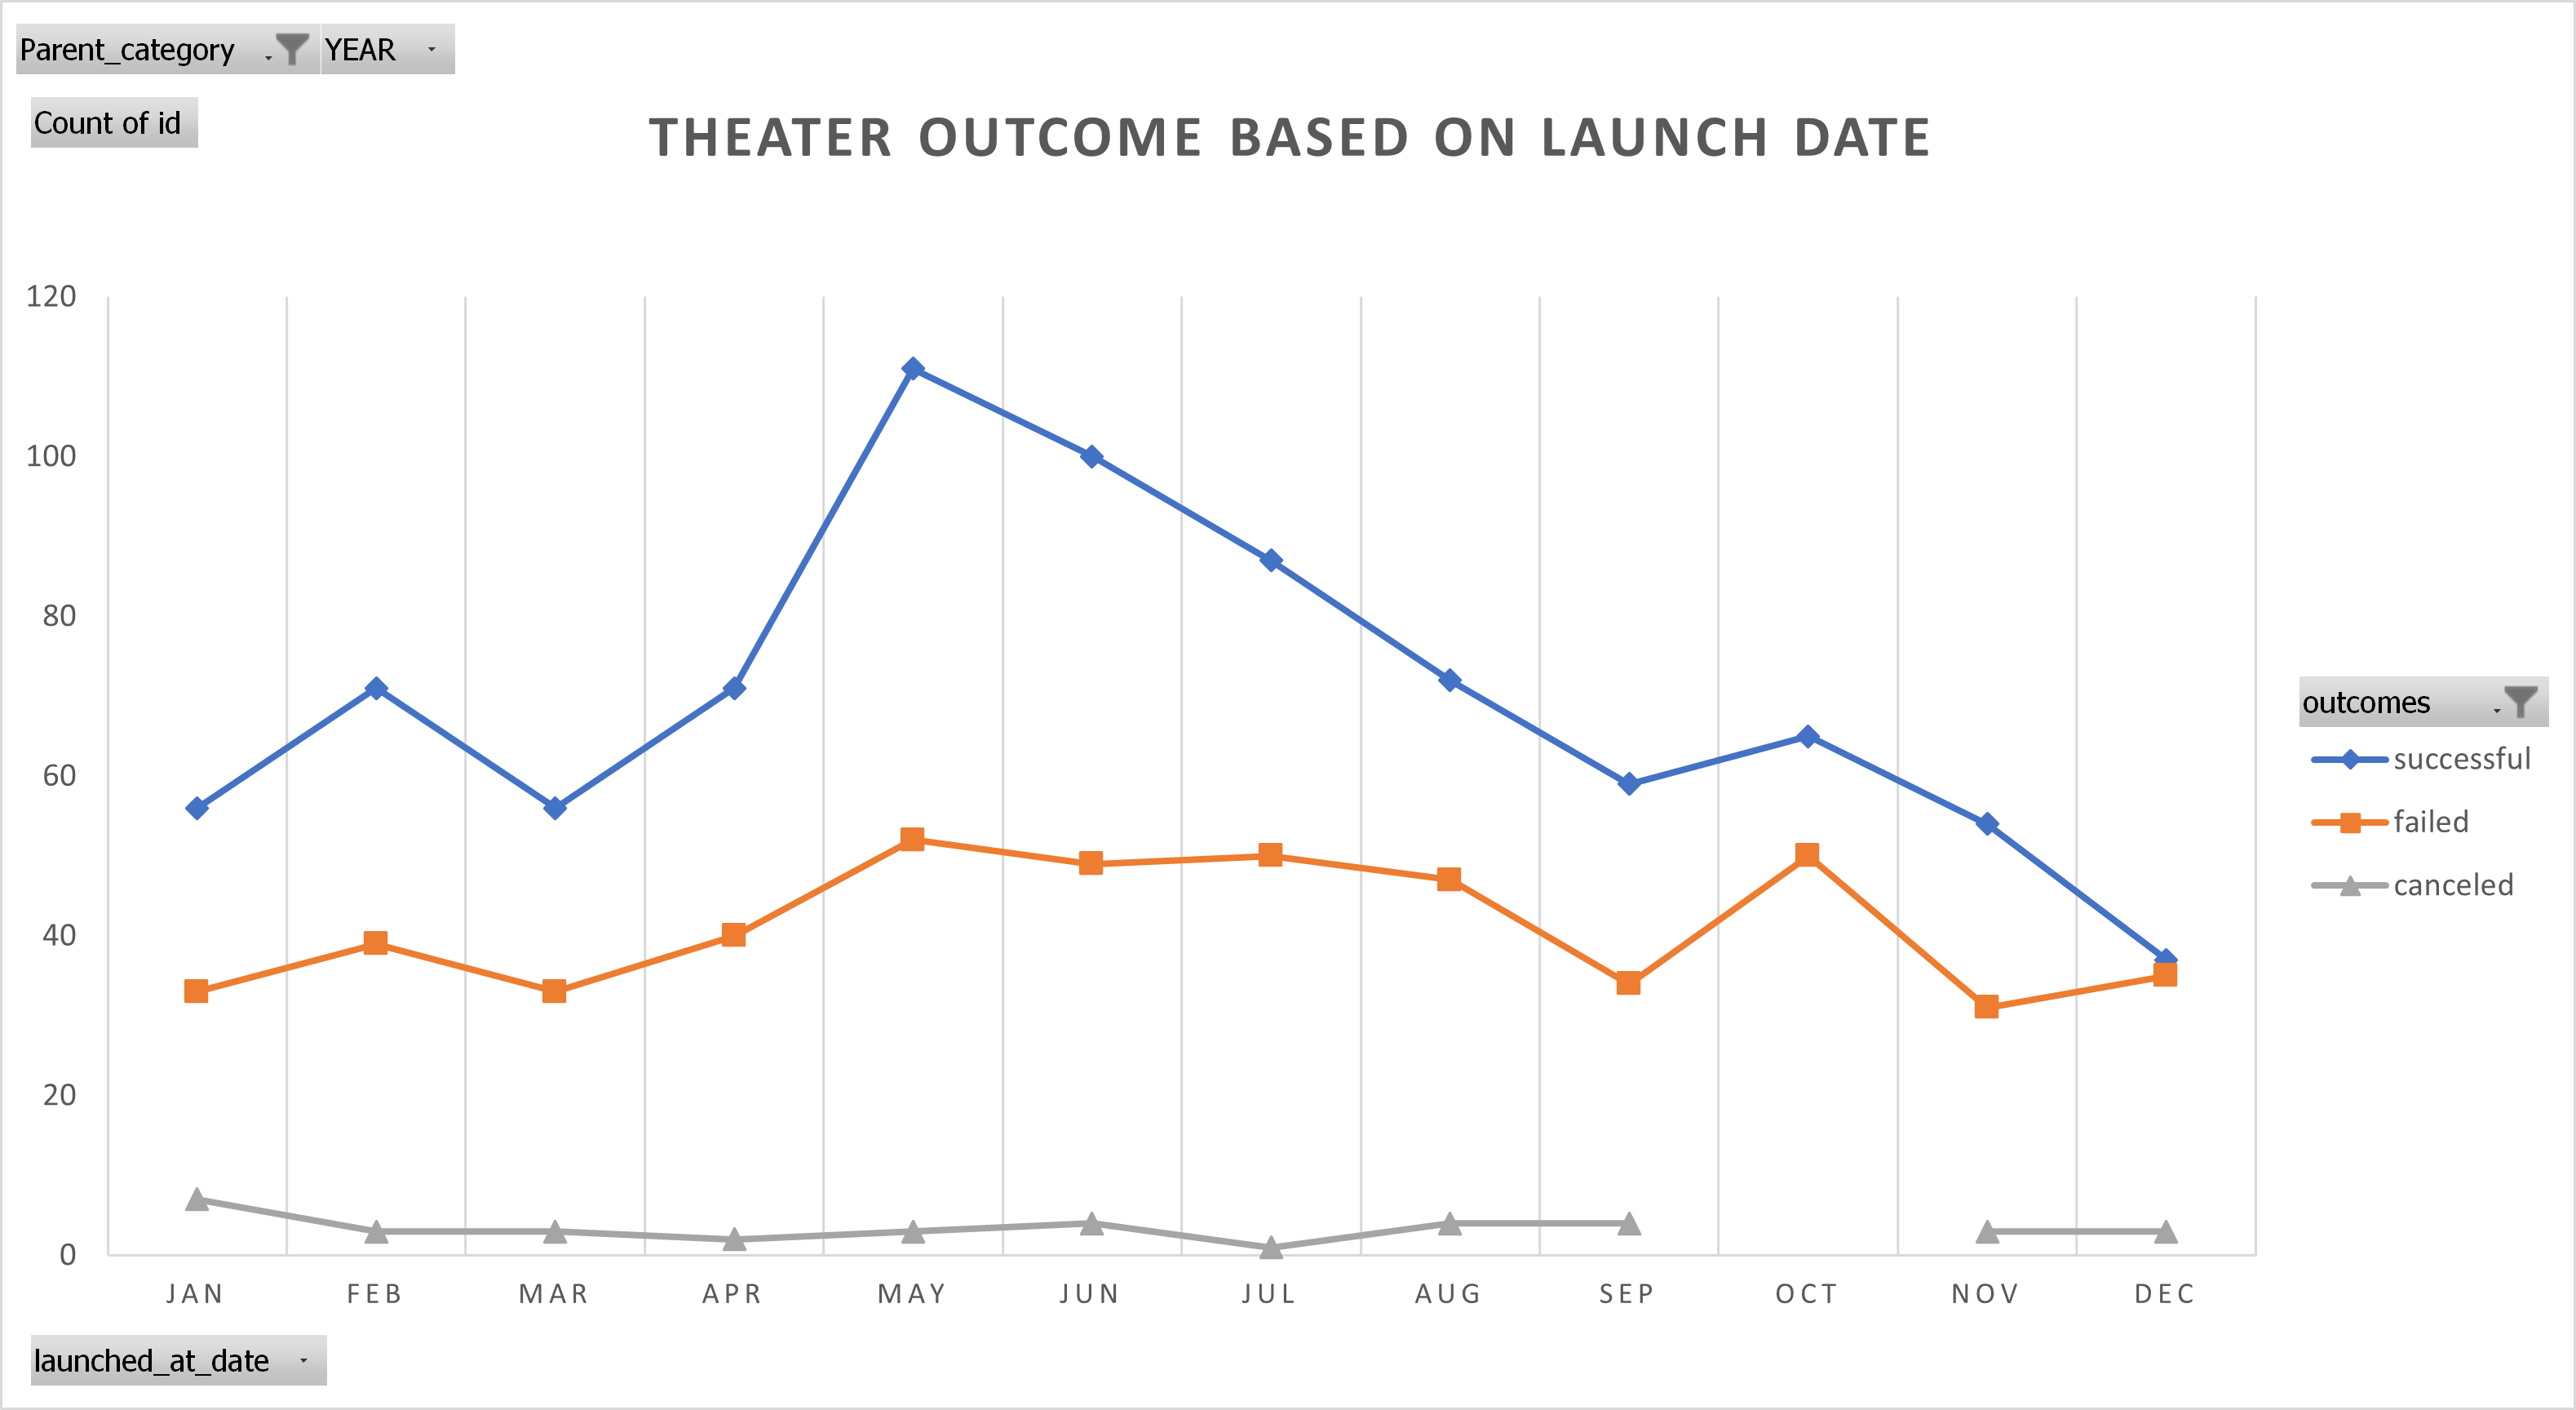 Parent_category YEAR
Count of id
THEATER OUTCOME BASED ON LAUNCH DATE
120
100
80
60
40
20
0
JAN FEB MAR APR MAY JUN JUL AUG SEP OCT NOV DEC
outcomes
successful
failed
canceled
launched_at_date